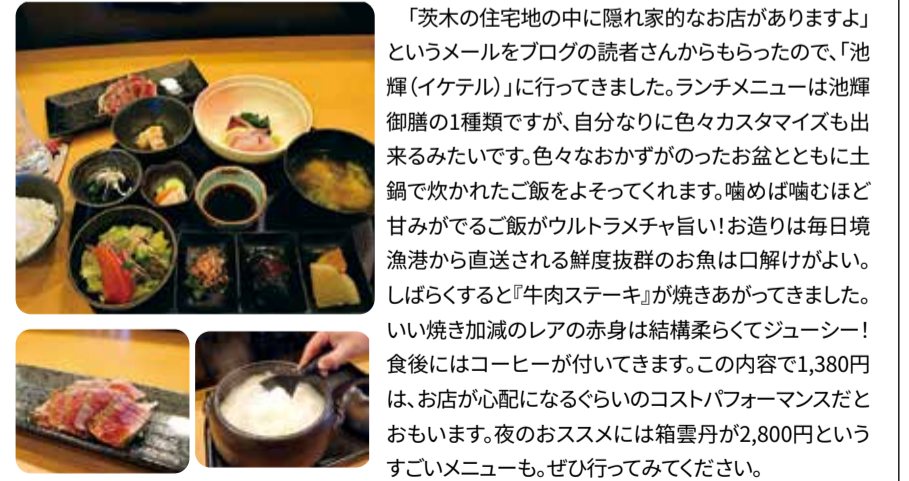 「茨木の住宅地の中に隠れ家的なお店がありますよ」
というメールをブログの読者さんからもらったので、「池
輝（イケテル）」に行ってきました。ランチメニューは池輝
御膳の1種類ですが、自分なりに色々カスタマイズも出
来るみたいです。色々なおかずがのったお盆とともに土
鍋で炊かれたご飯をよそってくれます。噛めば噛むほど
甘みがでるご飯がウルトラメチャ旨い！お造りは毎日境
漁港から直送される鮮度抜群のお魚は口解けがよい。
しばらくすると『牛肉ステーキ』が焼きあがってきました。
いい焼き加減のレアの赤身は結構柔らくてジューシー！
食後にはコーヒーが付いてきます。この内容で1,380円
は、お店が心配になるぐらいのコストパフォーマンスだと
おもいます。夜のおススメには箱雲丹が2,800円という
すごいメニューも。ぜひ行ってみてください。